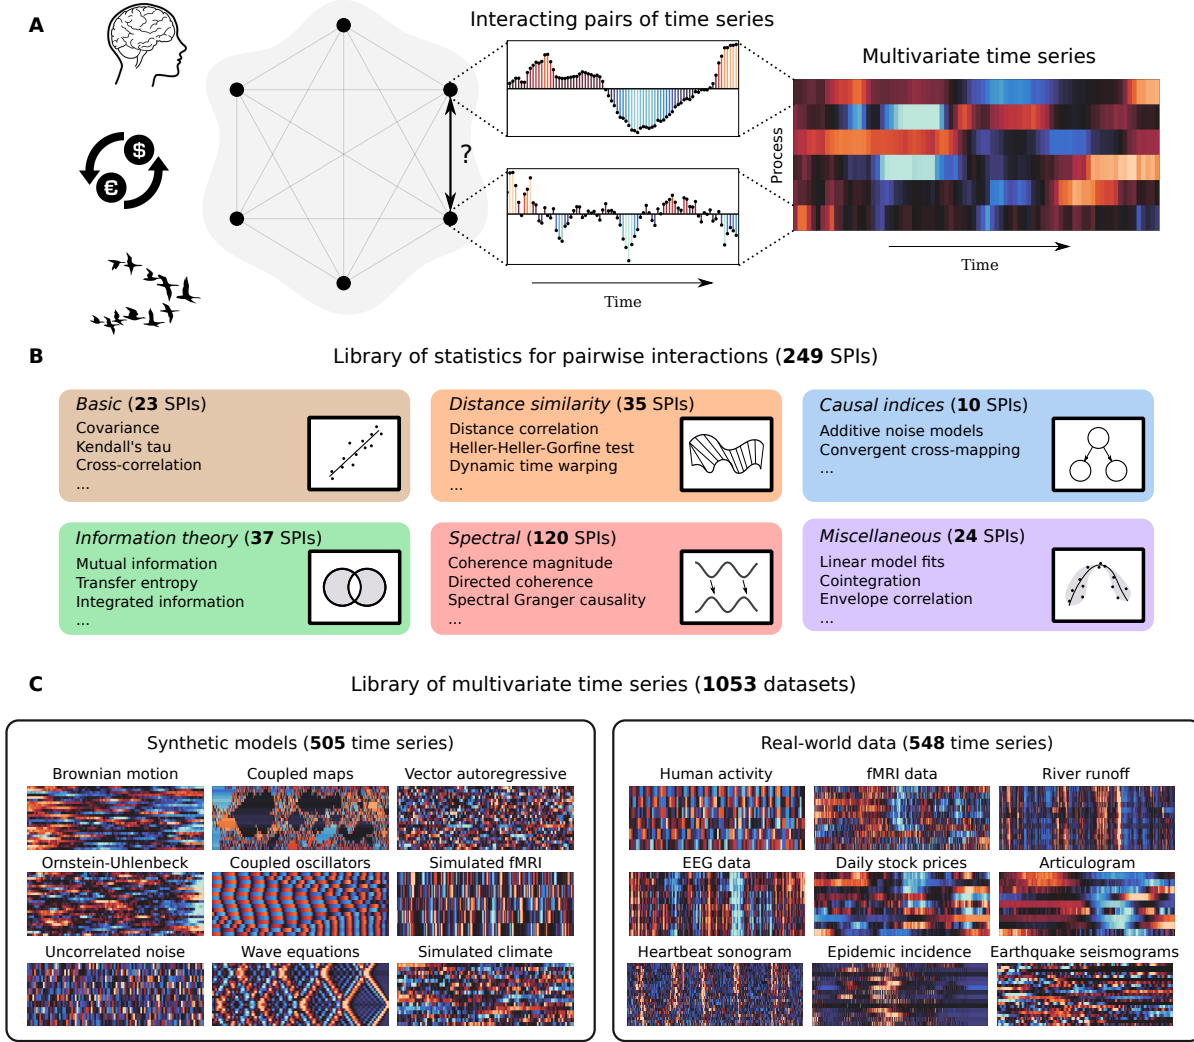 A
Interacting pairs of time series
Multivariate time series
$
€
?
Process
Time
Time
B
Library of statistics for pairwise interactions (249 SPIs)
Basic (23 SPIs)
Covariance
Kendall's tau
Cross-correlation
...
Distance similarity (35 SPIs)
Distance correlation
Heller-Heller-Gorfine test
Dynamic time warping
...
Causal indices (10 SPIs)
Additive noise models
Convergent cross-mapping
...
Information theory (37 SPIs)
Mutual information
Transfer entropy
Integrated information
...
Spectral (120 SPIs)
Coherence magnitude
Directed coherence
Spectral Granger causality
...
Miscellaneous (24 SPIs)
Linear model fits
Cointegration
Envelope correlation
...
C
Library of multivariate time series (1053 datasets)
Synthetic models (505 time series)
Brownian motion
Coupled maps
Vector autoregressive
Ornstein-Uhlenbeck
Coupled oscillators
Simulated fMRI
Uncorrelated noise
Wave equations
Simulated climate
Real-world data (548 time series)
Human activity
fMRI data
River runoff
EEG data
Daily stock prices
Articulogram
Heartbeat sonogram
Epidemic incidence
Earthquake seismograms